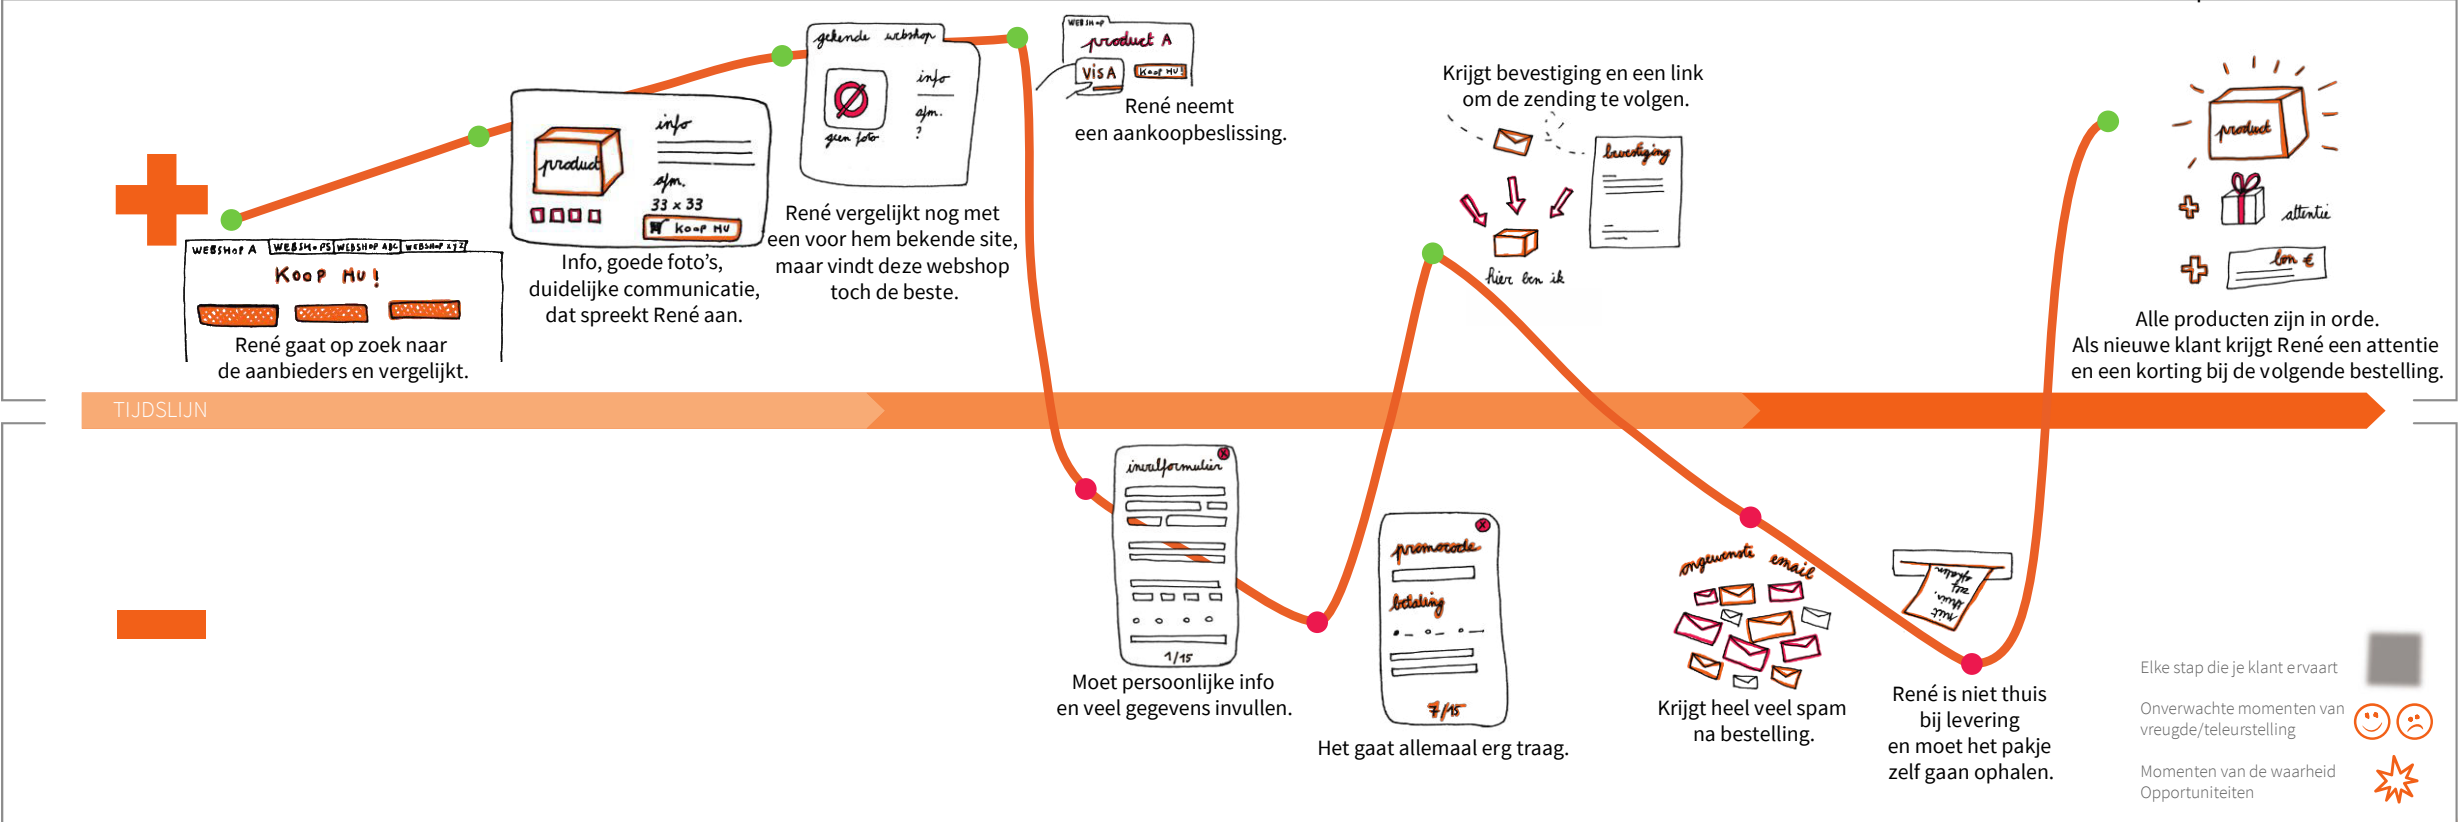 WEBSHOP A
WEBSHOPS
WEBSHOP ABC
WEBSHOP XYZ
KOOP NU!
René gaat op zoek naar
de aanbieders en vergelijkt.
product
info
afm.
33 x 33
KOOP NU
Info, goede foto's,
duidelijke communicatie,
dat spreekt René aan.
gekende webshop
geen foto
info
afm.
?
René vergelijkt nog met
een voor hem bekende site,
maar vindt deze webshop
toch de beste.
WEBSHOP
product A
VISA
KOOP NU!
René neemt
een aankoopbeslissing.
Krijgt bevestiging en een link
om de zending te volgen.
bevestiging
hier ben ik
product
+
attentie
+
bon €
Alle producten zijn in orde.
Als nieuwe klant krijgt René een attentie
en een korting bij de volgende bestelling.
TIJDSLIJN
invulformulier
1/15
Moet persoonlijke info
en veel gegevens invullen.
promocode
betaling
7/15
Het gaat allemaal erg traag.
ongewenste email
Krijgt heel veel spam
na bestelling.
niet
thuis.
zelf
afhalen
René is niet thuis
bij levering
en moet het pakje
zelf gaan ophalen.
Elke stap die je klant ervaart
Onverwachte momenten van
vreugde/teleurstelling
Momenten van de waarheid
Opportuniteiten